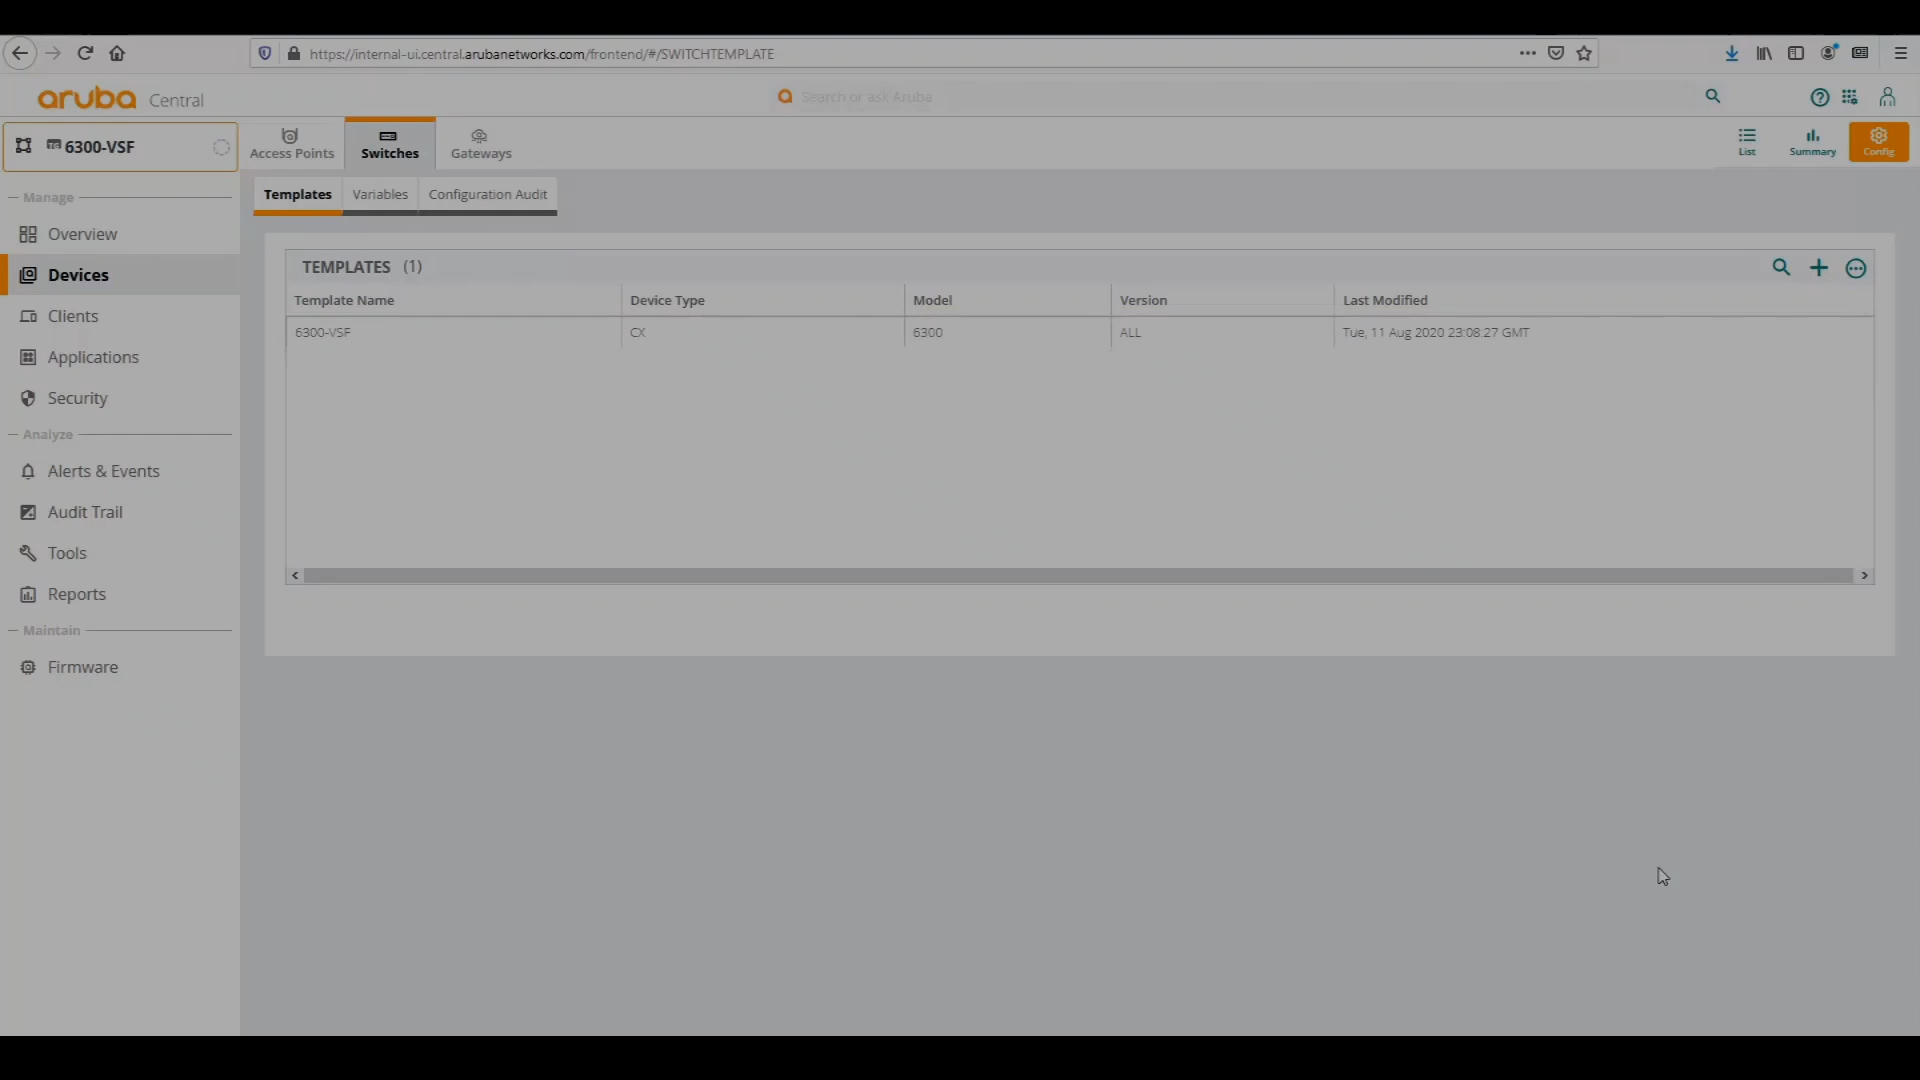 https://internal-ui.central.arubanetworks.com/frontend/#/SWITCHTEMPLATE
aruba Central
Search or ask Aruba
TG 6300-VSF
Access Points
Switches
Gateways
List
Summary
Config
Manage
Overview
Devices
Clients
Applications
Security
Analyze
Alerts & Events
Audit Trail
Tools
Reports
Maintain
Firmware
Templates
Variables
Configuration Audit
TEMPLATES (1)
Template Name Device Type Model Version Last Modified
6300-VSF CX 6300 ALL Tue, 11 Aug 2020 23:08:27 GMT